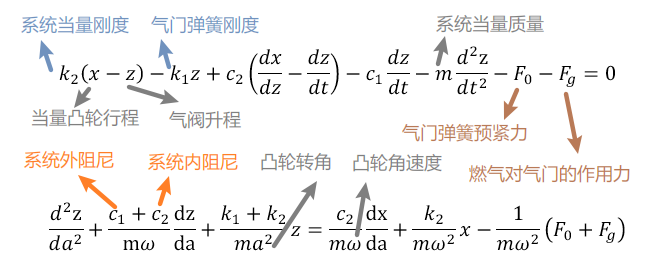 系统当量刚度 气门弹簧刚度 系统当量质量
k₂(x − z) − k₁z + c₂(dx/dz − dz/dt) − c₁ dz/dt − m d²z/dt² − F₀ − F_g = 0
当量凸轮行程 气阀升程
气门弹簧预紧力
系统外阻尼 系统内阻尼 凸轮转角 凸轮角速度 燃气对气门的作用力
d²z/da² + (c₁ + c₂)/mω dz/da + (k₁ + k₂)/ma² z = c₂/mω dx/da + k₂/mω² x − 1/mω² (F₀ + F_g)